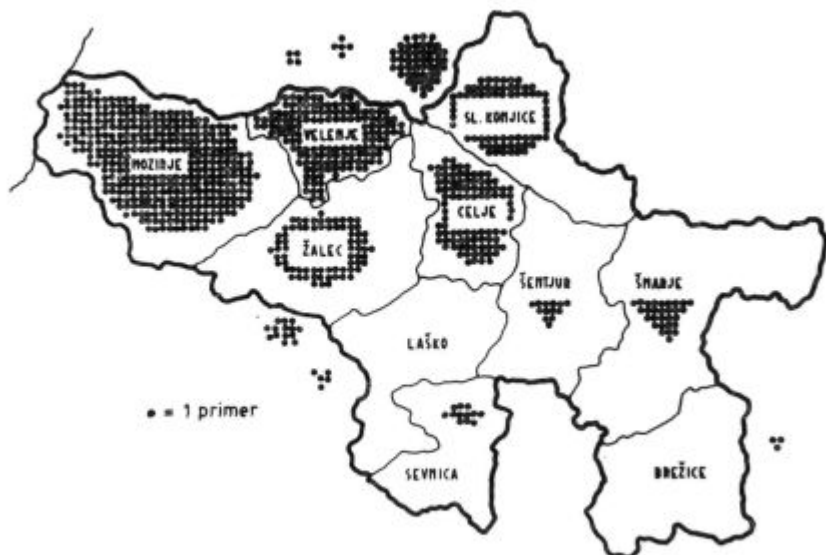 SL. KONJICE
VELENJE
MOZIRJE
CELJE
ŽALEC
ŠENTJUR
ŠMARJE
LAŠKO
● = 1 primer
SEVNICA
BREŽICE